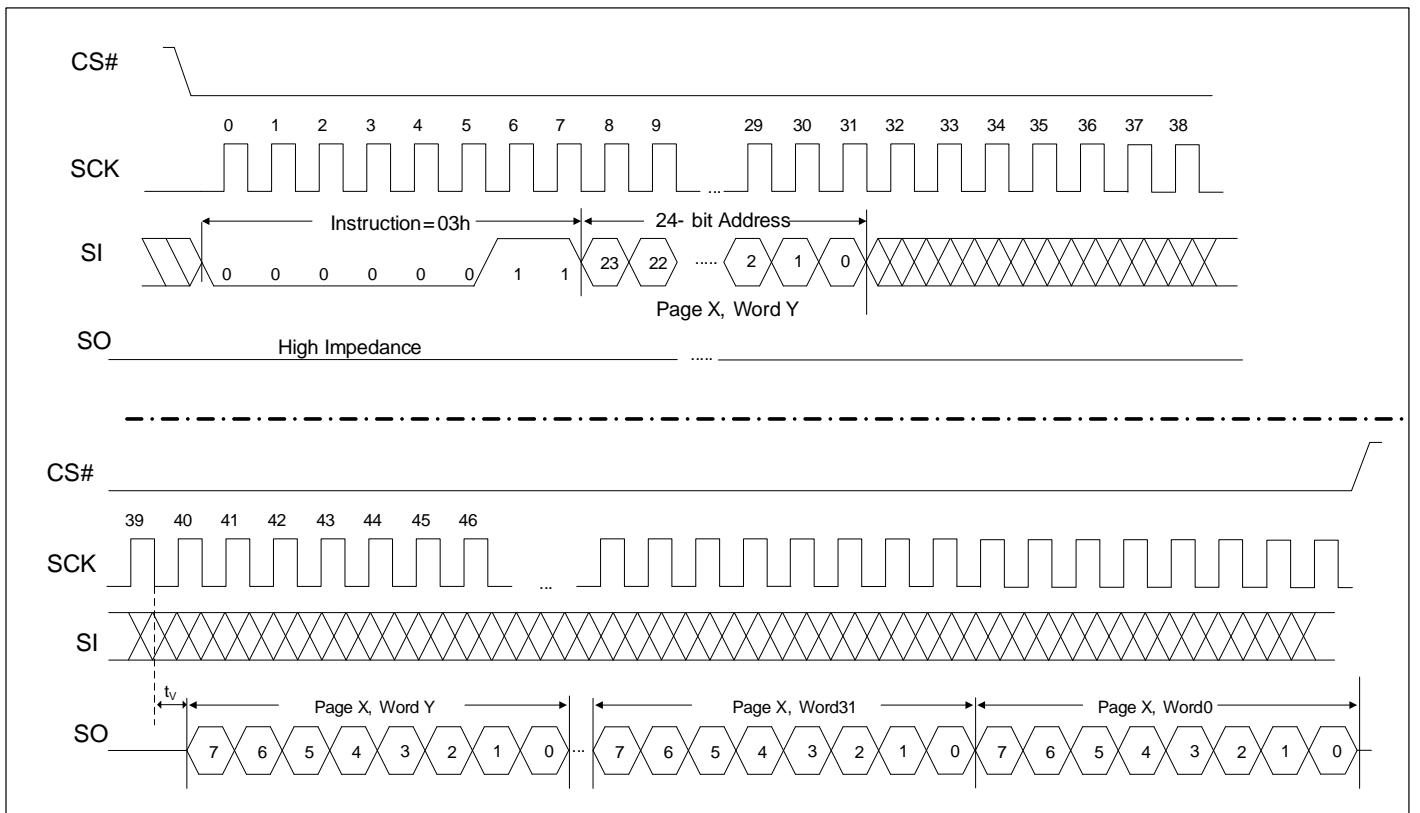 CS#
0 1 2 3 4 5 6 7 8 9 29 30 31 32 33 34 35 36 37 38
SCK
...
Instruction=03h 24- bit Address
SI
0 0 0 0 0 0 1 1 23 22 ..... 2 1 0
Page X, Word Y
SO
High Impedance .....
CS#
39 40 41 42 43 44 45 46
SCK
...
SI
tV
Page X, Word Y Page X, Word31 Page X, Word0
SO
7 6 5 4 3 2 1 0 ... 7 6 5 4 3 2 1 0 7 6 5 4 3 2 1 0